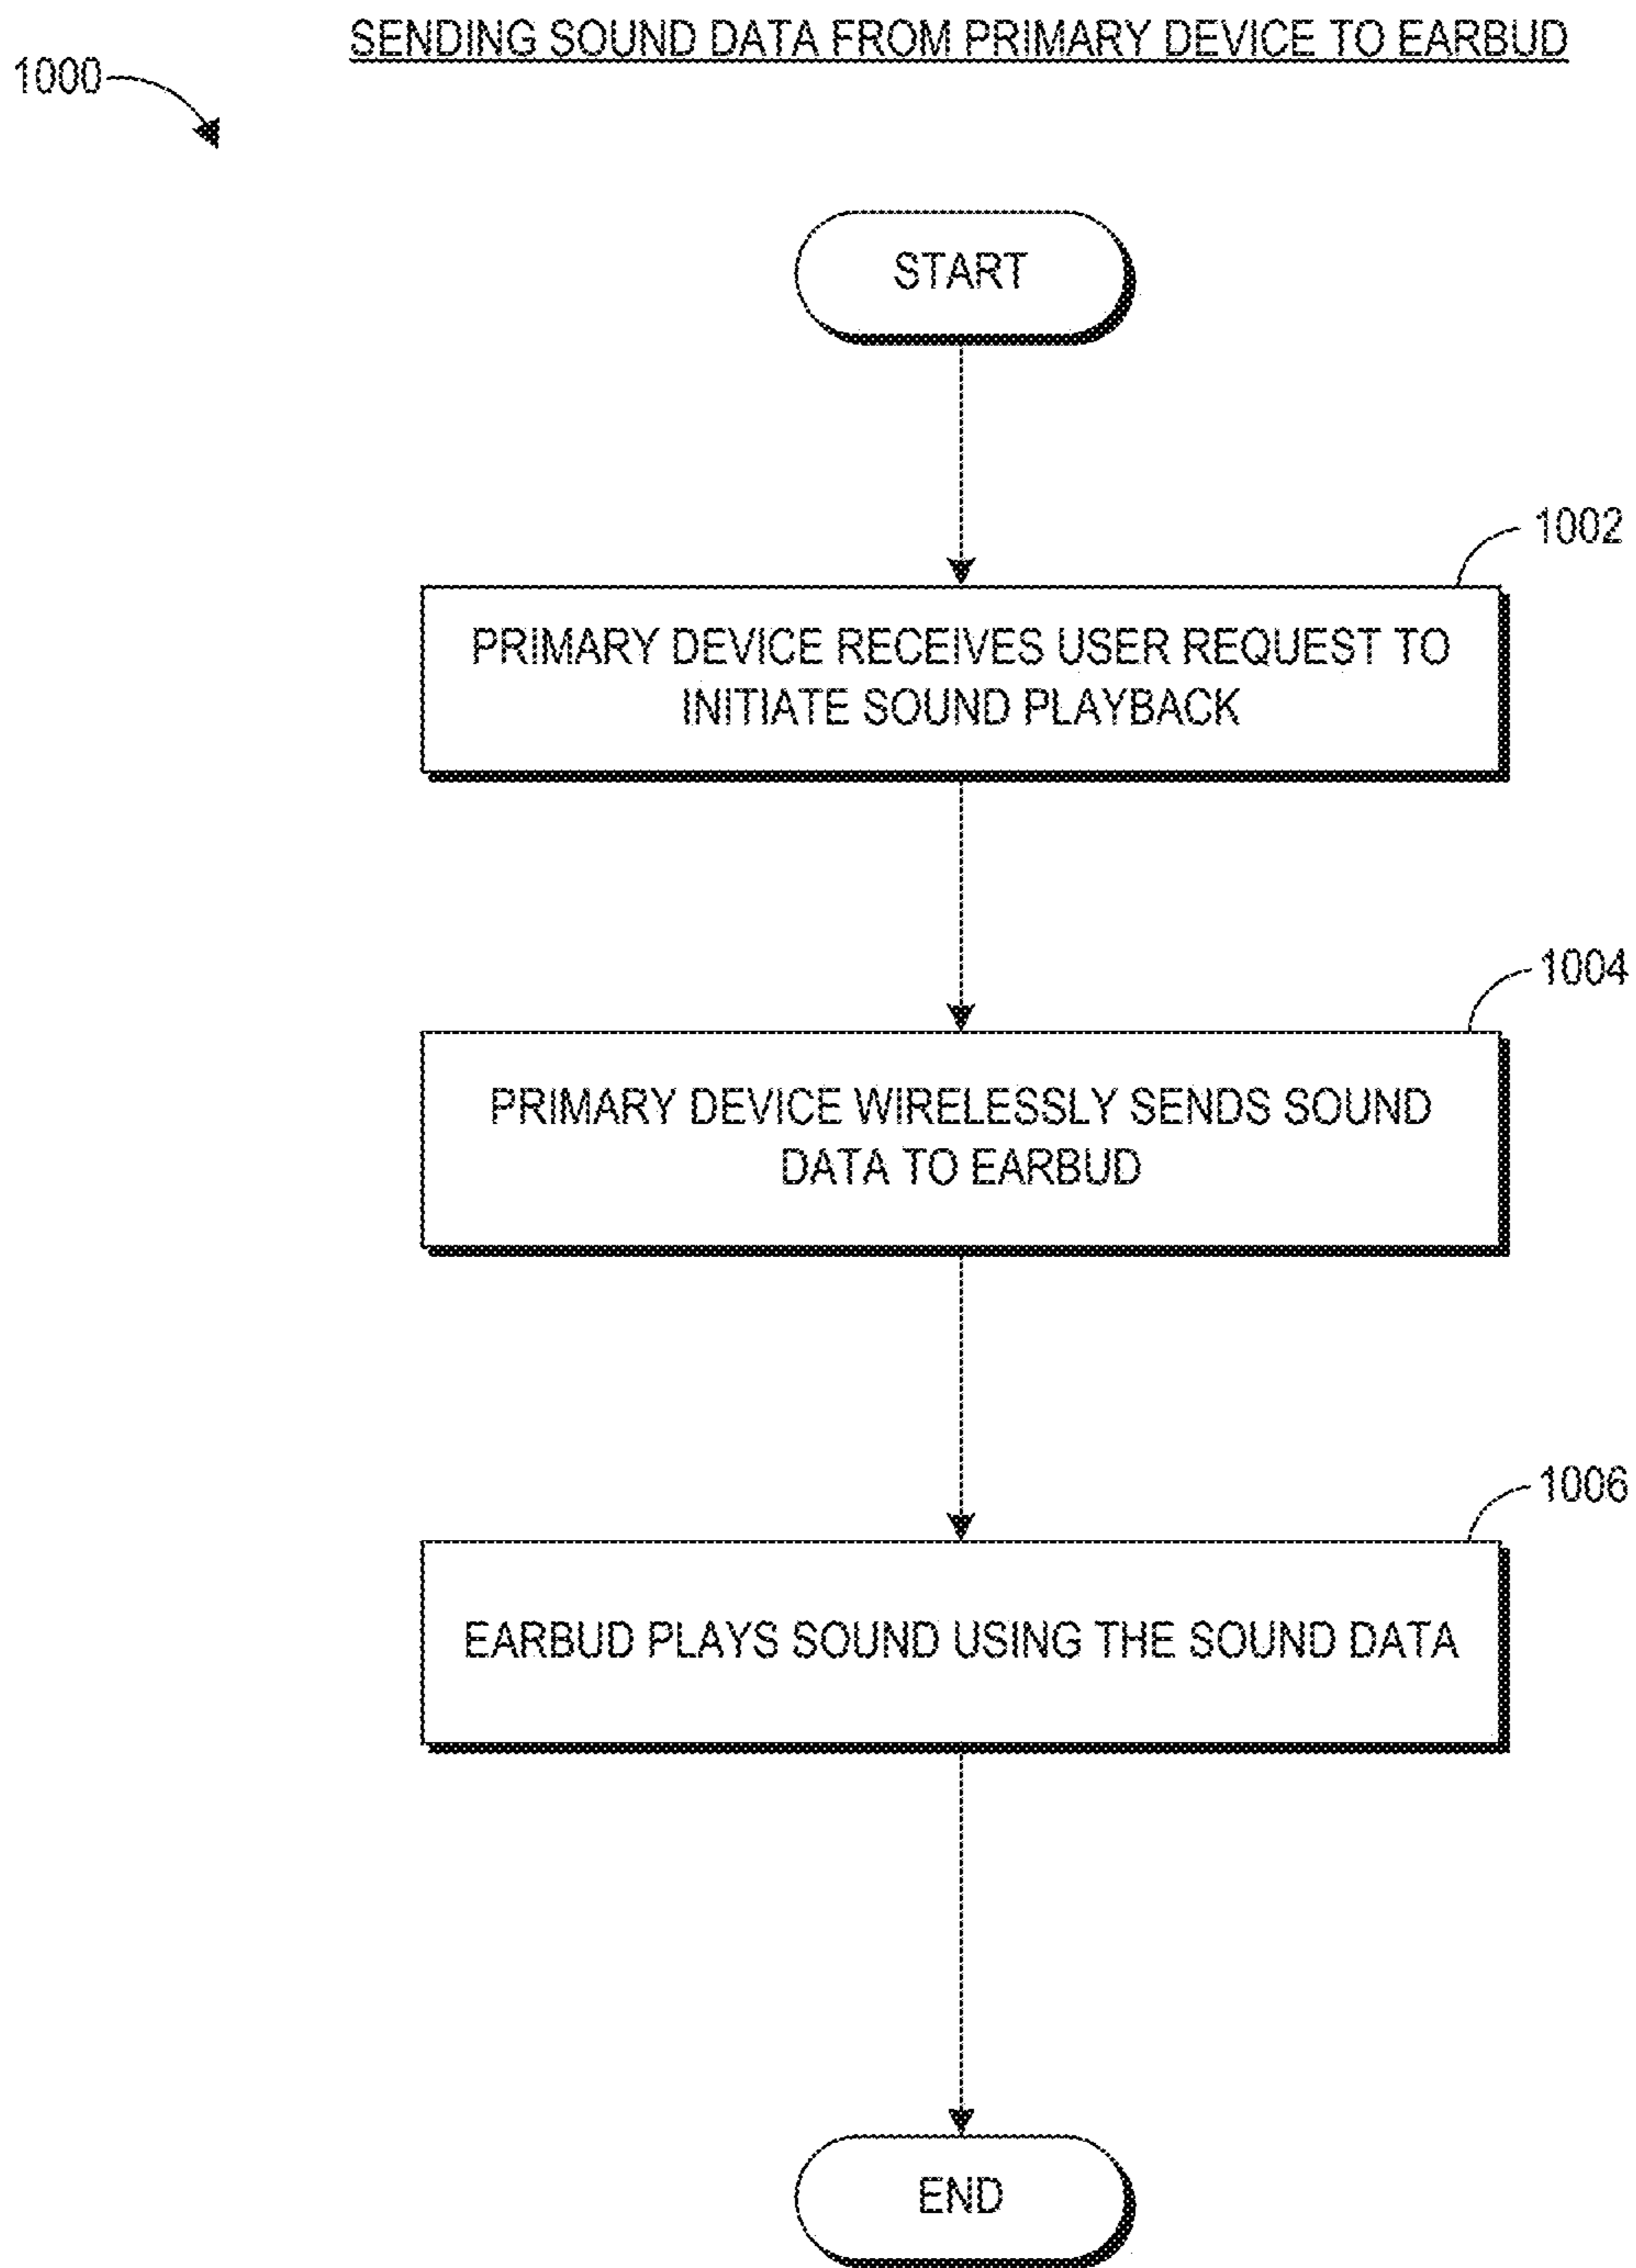 SENDING SOUND DATA FROM PRIMARY DEVICE TO EARBUD
1000
START
1002
PRIMARY DEVICE RECEIVES USER REQUEST TO
INITIATE SOUND PLAYBACK
1004
PRIMARY DEVICE WIRELESSLY SENDS SOUND
DATA TO EARBUD
1006
EARBUD PLAYS SOUND USING THE SOUND DATA
END